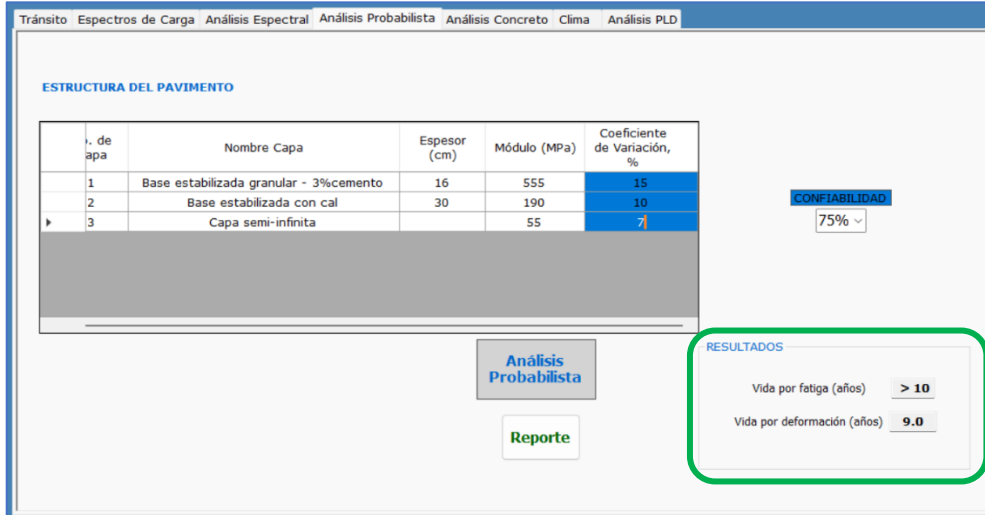 Tránsito Espectros de Carga Análisis Espectral Análisis Probabilista Análisis Concreto Clima Análisis PLD
ESTRUCTURA DEL PAVIMENTO
. de apa Nombre Capa Espesor (cm) Módulo (MPa) Coeficiente de Variación, %
1 Base estabilizada granular - 3%cemento 16 555 15
2 Base estabilizada con cal 30 190 10
3 Capa semi-infinita 55 7
CONFIABILIDAD
75%
Análisis
Probabilista
Reporte
RESULTADOS
Vida por fatiga (años) > 10
Vida por deformación (años) 9.0